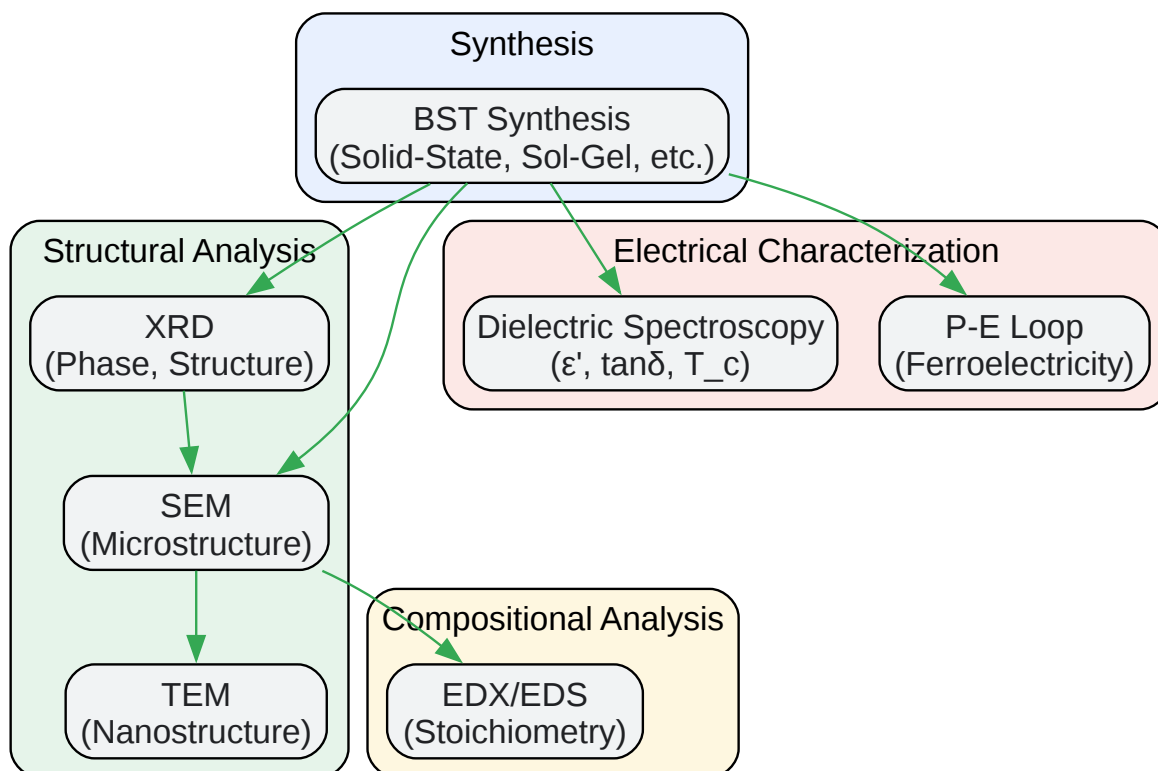 Synthesis
BST Synthesis
(Solid-State, Sol-Gel, etc.)
Structural Analysis
XRD
(Phase, Structure)
SEM
(Microstructure)
TEM
(Nanostructure)
Electrical Characterization
Dielectric Spectroscopy
(ε', tanδ, T_c)
P-E Loop
(Ferroelectricity)
Compositional Analysis
EDX/EDS
(Stoichiometry)